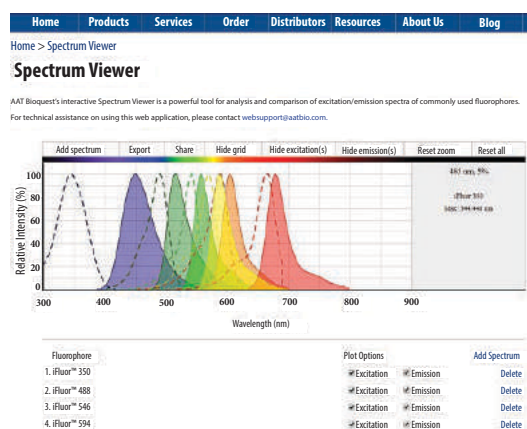 Home Products Services Order Distributors Resources About Us Blog
Home > Spectrum Viewer
Spectrum Viewer
AAT Bioquest's interactive Spectrum Viewer is a powerful tool for analysis and comparison of excitation/emission spectra of commonly used fluorophores.
For technical assistance on using this web application, please contact websupport@aatbio.com.
Add spectrum Export Share Hide grid Hide excitation(s) Hide emission(s) Reset zoom Reset all
Relative Intensity (%)
100
80
60
40
20
0
300 400 500 600 700 800 900
Wavelength (nm)
Fluorophore Plot Options Add Spectrum
1. iFluor™ 350 Excitation Emission Delete
2. iFluor™ 488 Excitation Emission Delete
3. iFluor™ 546 Excitation Emission Delete
4. iFluor™ 594 Excitation Emission Delete